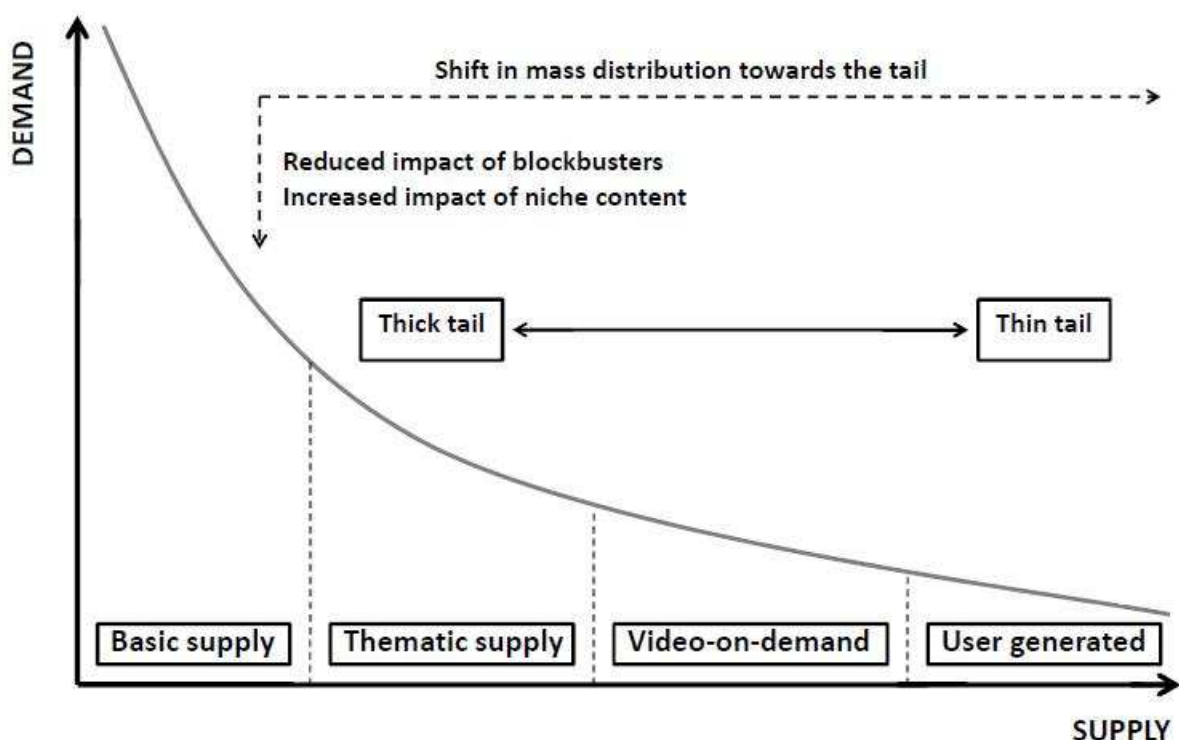 DEMAND
Shift in mass distribution towards the tail
Reduced impact of blockbusters
Increased impact of niche content
Thick tail
Thin tail
Basic supply
Thematic supply
Video-on-demand
User generated
SUPPLY